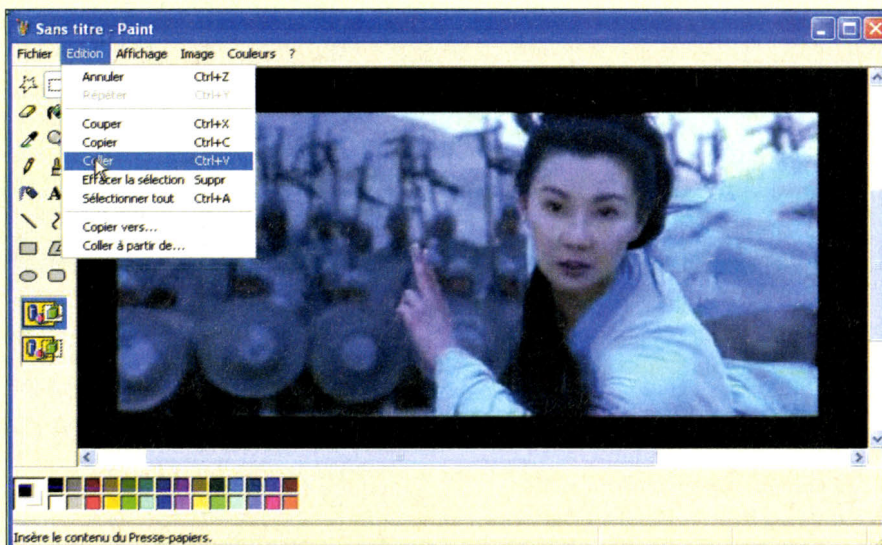 Sans titre - Paint
Fichier Edition Affichage Image Couleurs ?
Annuler Ctrl+Z
Répéter Ctrl+Y
Couper Ctrl+X
Copier Ctrl+C
Coller Ctrl+V
Effacer la sélection Suppr
Sélectionner tout Ctrl+A
Copier vers...
Coller à partir de...
A
Insère le contenu du Presse-papiers.